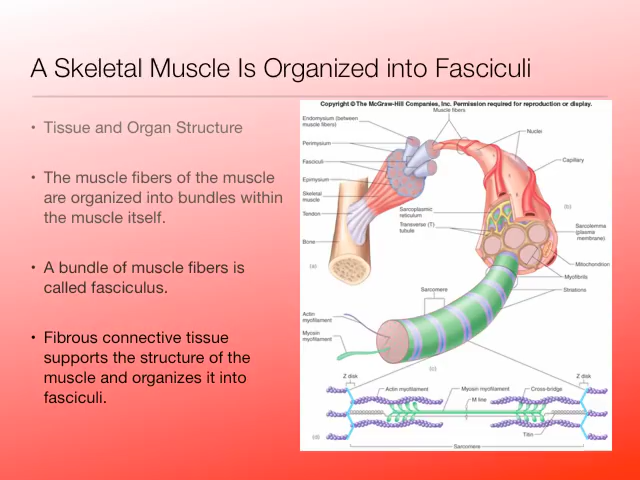 A Skeletal Muscle Is Organized into Fasciculi
• Tissue and Organ Structure
• The muscle fibers of the muscle
are organized into bundles within
the muscle itself.
• A bundle of muscle fibers is
called fasciculus.
• Fibrous connective tissue
supports the structure of the
muscle and organizes it into
fasciculi.
Copyright © The McGraw-Hill Companies, Inc. Permission required for reproduction or display.
Muscle fibers
Endomysium (between
muscle fibers)
Perimysium
Fasciculi
Epimysium
Skeletal
muscle
Tendon
Bone
(a)
Nuclei
Capillary
(b)
Sarcoplasmic
reticulum
Transverse (T)
tubule
Sarcolemma
(plasma
membrane)
Mitochondrion
Myofibrils
Striations
Sarcomere
Actin
myofilament
Myosin
myofilament
(c)
Z disk
Actin myofilament
Myosin myofilament
Cross-bridge
Z disk
M line
Titin
(d)
Sarcomere